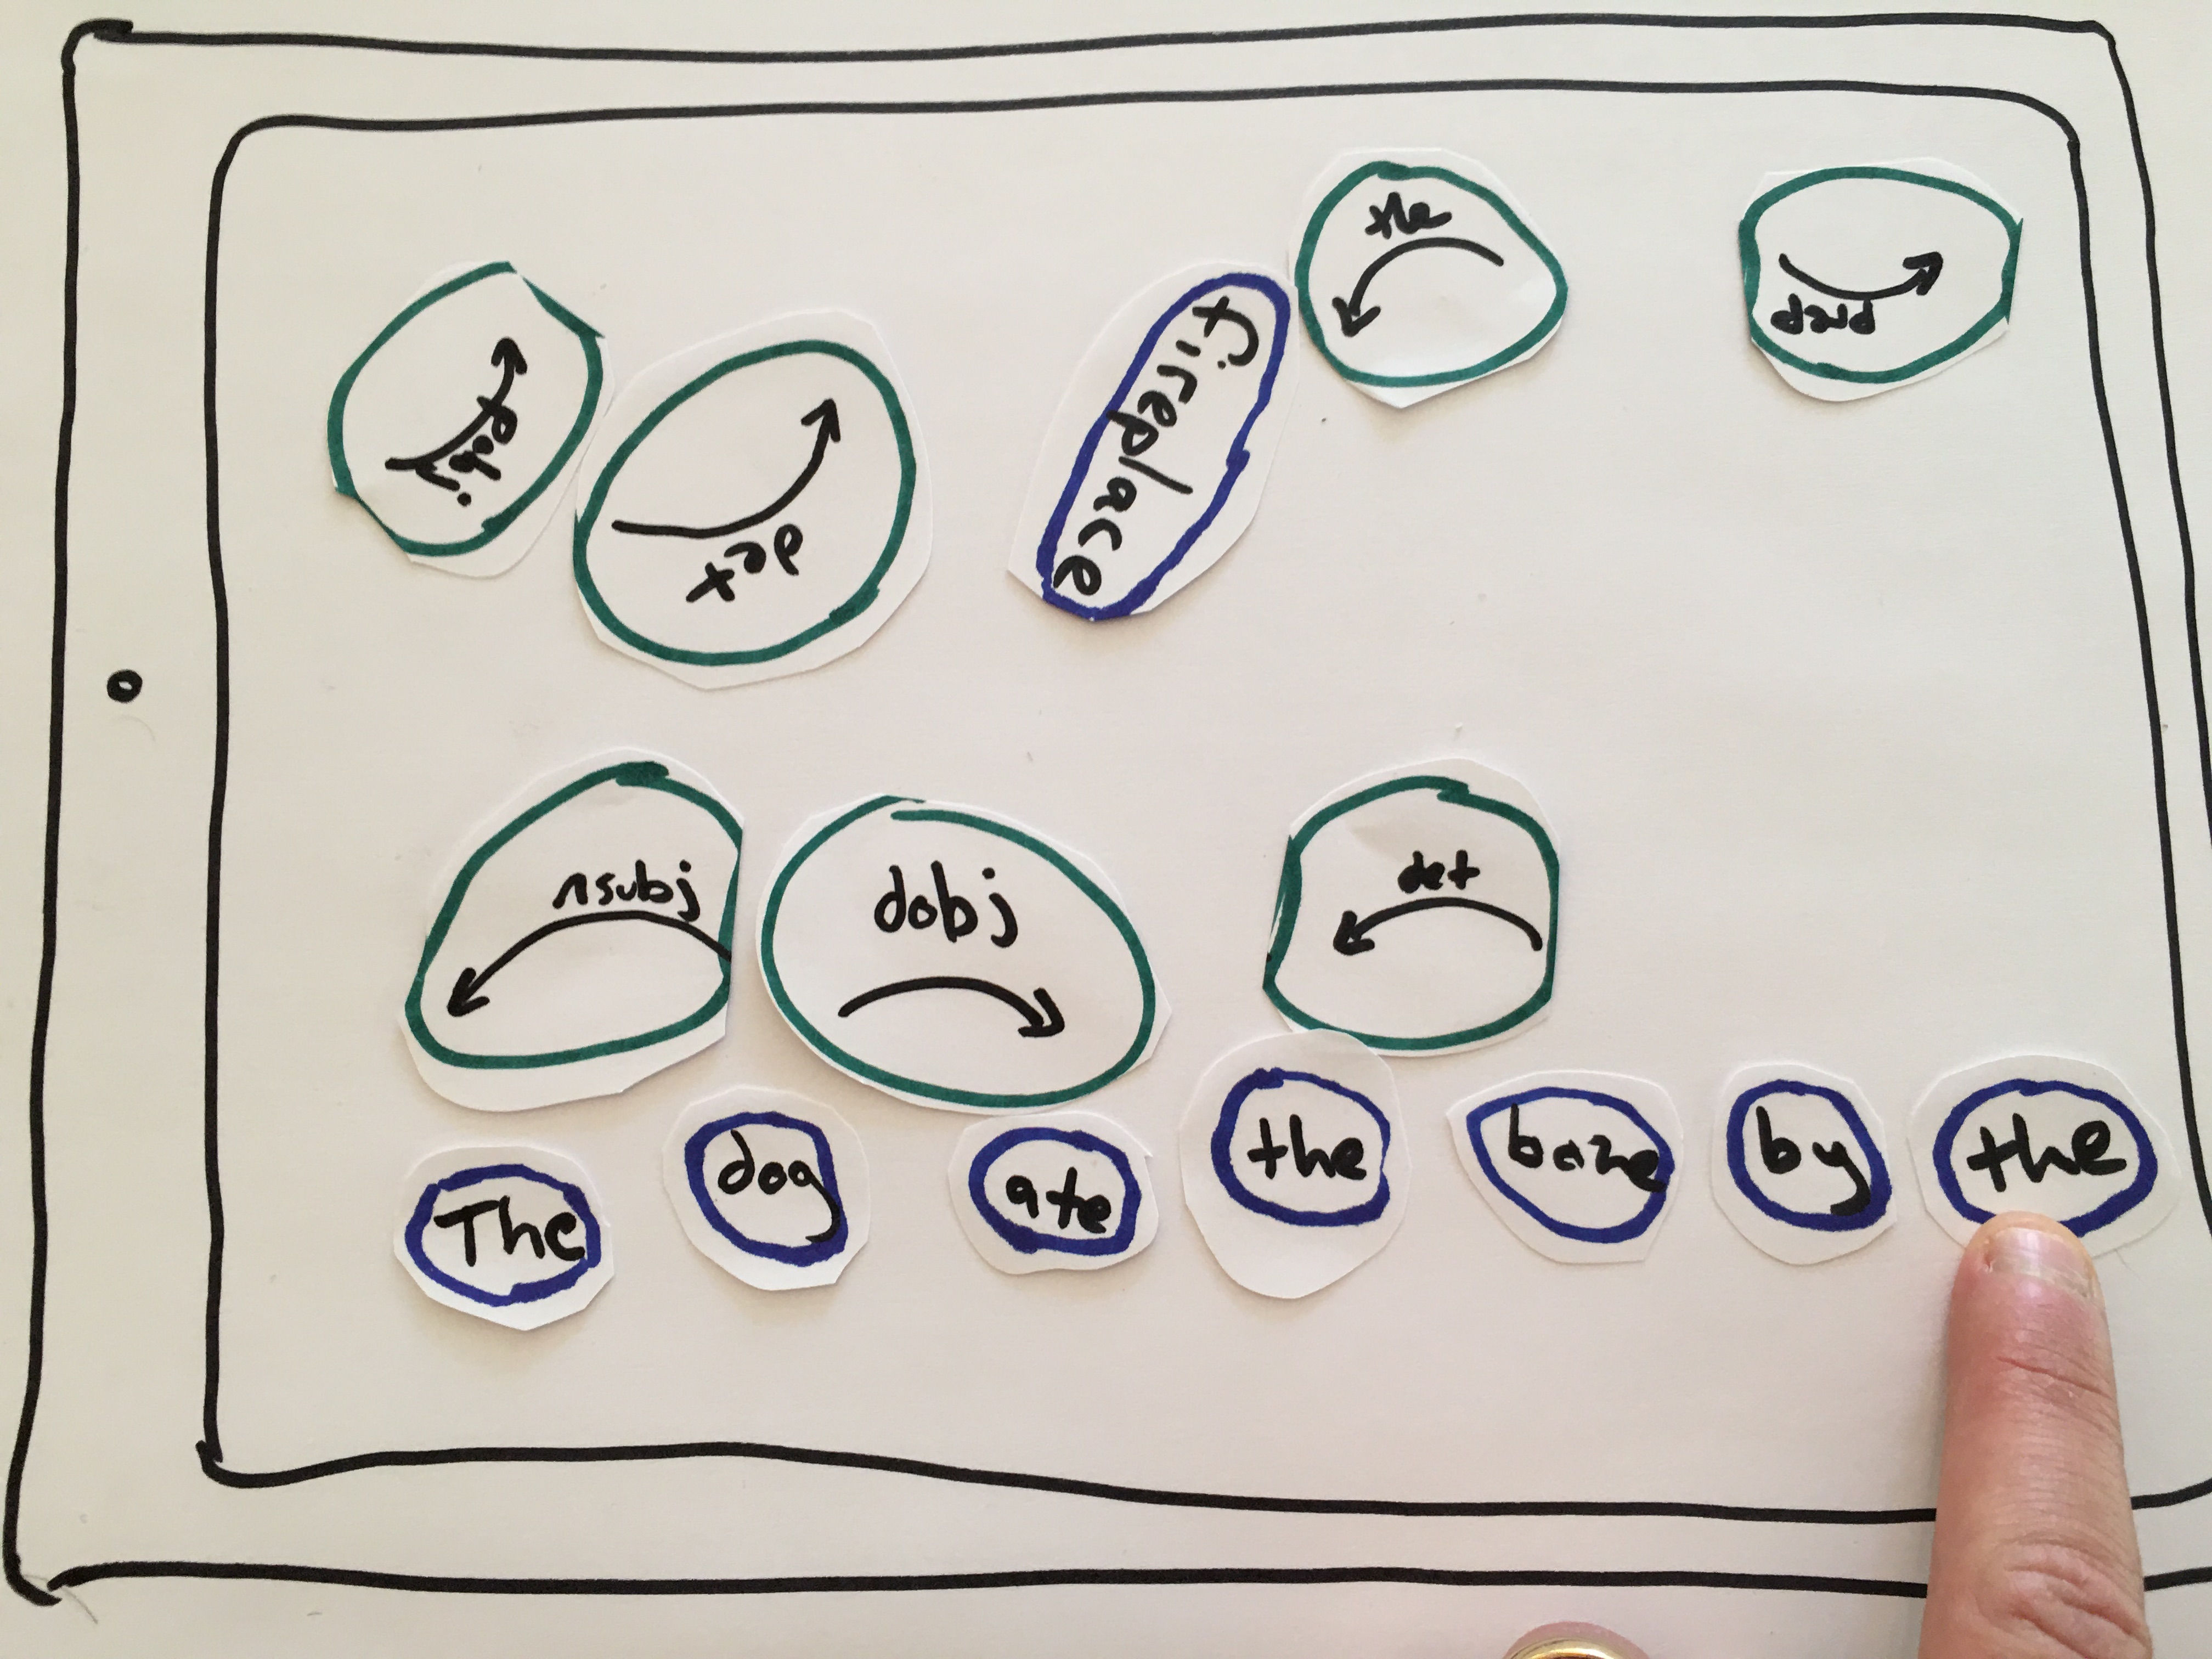 the
prep
fireplace
pobj
det
nsubj
dobj
det
The dog ate the bone by the